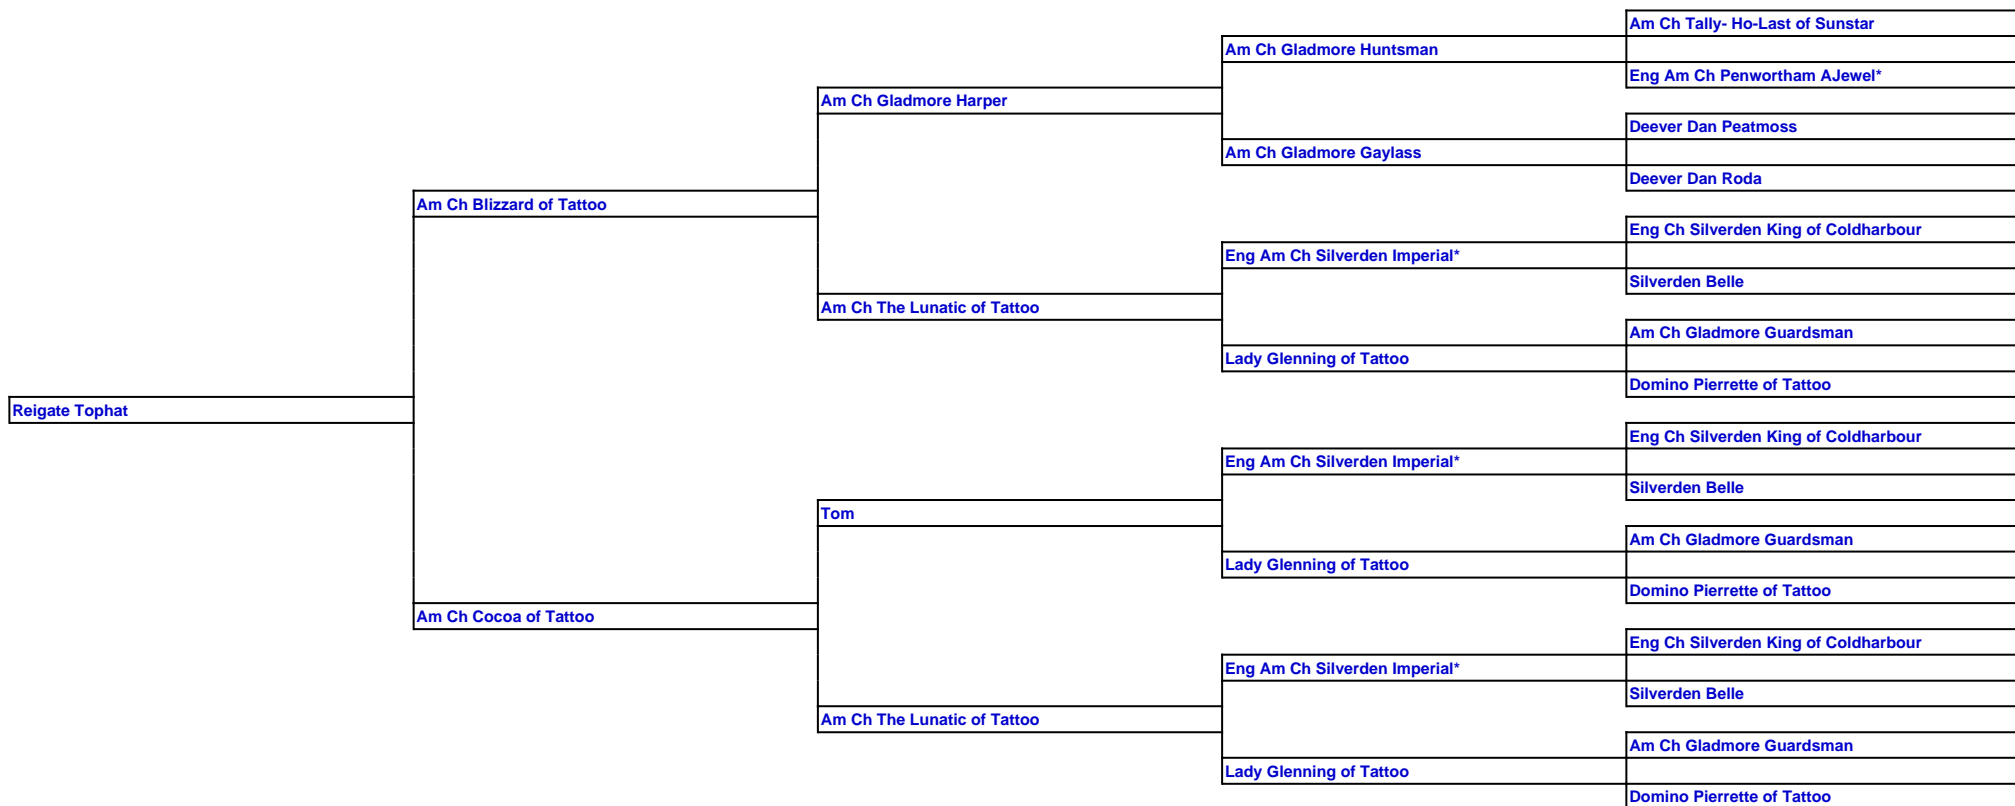 Am Ch Tally- Ho-Last of Sunstar
Am Ch Gladmore Huntsman
Eng Am Ch Penwortham AJewel*
Am Ch Gladmore Harper
Deever Dan Peatmoss
Am Ch Gladmore Gaylass
Deever Dan Roda
Am Ch Blizzard of Tattoo
Eng Ch Silverden King of Coldharbour
Eng Am Ch Silverden Imperial*
Silverden Belle
Am Ch The Lunatic of Tattoo
Am Ch Gladmore Guardsman
Lady Glenning of Tattoo
Domino Pierrette of Tattoo
Reigate Tophat
Eng Ch Silverden King of Coldharbour
Eng Am Ch Silverden Imperial*
Silverden Belle
Tom
Am Ch Gladmore Guardsman
Lady Glenning of Tattoo
Domino Pierrette of Tattoo
Am Ch Cocoa of Tattoo
Eng Ch Silverden King of Coldharbour
Eng Am Ch Silverden Imperial*
Silverden Belle
Am Ch The Lunatic of Tattoo
Am Ch Gladmore Guardsman
Lady Glenning of Tattoo
Domino Pierrette of Tattoo